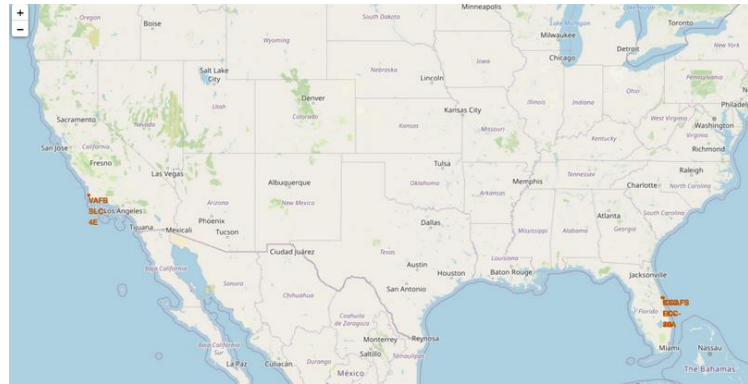 +
−
Minneapolis
Oregon
Boise
South Dakota
Toronto
Wyoming
Milwaukee
Detroit
New York
Chicago
Iowa
Nebraska
Salt Lake
City
Lincoln
Pennsylvania
Ohio
Utah
Denver
Illinois
Indiana
Philadelp
Sacramento
Nevada
Colorado
Kansas City
West Virginia
Washington
Kansas
Missouri
Virginia
San Jose
California
Kentucky
Richmond
Fresno
Las Vegas
Tulsa
Raleigh
Albuquerque
Oklahoma
Memphis
Tennessee
Charlotte
North Carolina
VAFB
SLC-
4E
Los Angeles
Arizona
New Mexico
Arkansas
Phoenix
Atlanta
South Carolina
Tijuana
Mexicali
Tucson
Dallas
Mississippi
Alabama
Georgia
Ciudad Juárez
Texas
Louisiana
Austin
Baton Rouge
Jacksonville
Baja California
Sonora
Houston
San Antonio
Chihuahua
Florida
Coahuila
de Zaragoza
Monterrey
Reynosa
Miami
Nassau
Baja
California
Sur
Saltillo
Tamaulipas
La Paz
Culiacán
Durango
México
The Bahamas